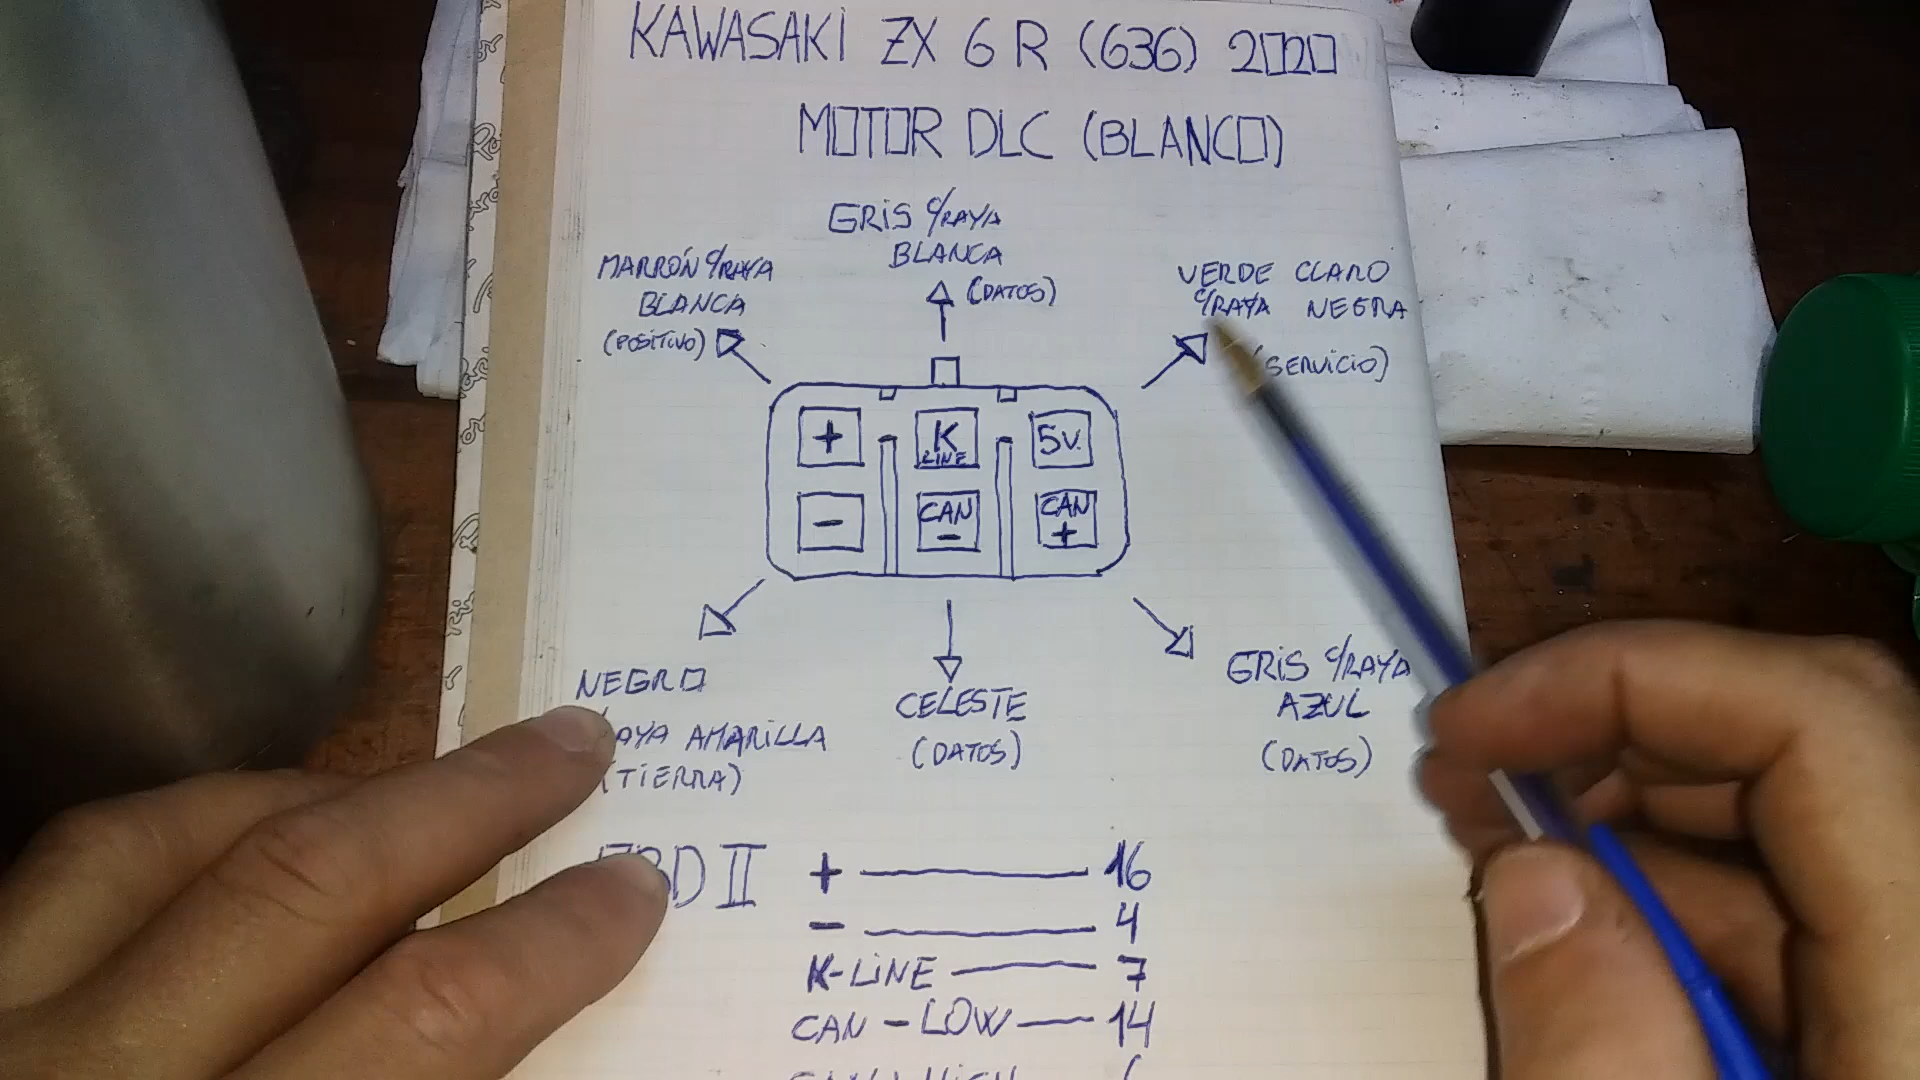 KAWASAKI ZX 6 R (636) 2020
MOTOR DLC (BLANCO)
GRIS C/RAYA
BLANCA
(DATOS)
MARRÓN C/RAYA
BLANCA
(POSITIVO)
VERDE CLARO
C/RAYA NEGRA
(SERVICIO)
+ K LINE 5V.
- CAN - CAN +
NEGRO
RAYA AMARILLA
(TIERRA)
CELESTE
(DATOS)
GRIS C/RAYA
AZUL
(DATOS)
OBD II
+ 16
- 4
K-LINE 7
CAN - LOW 14